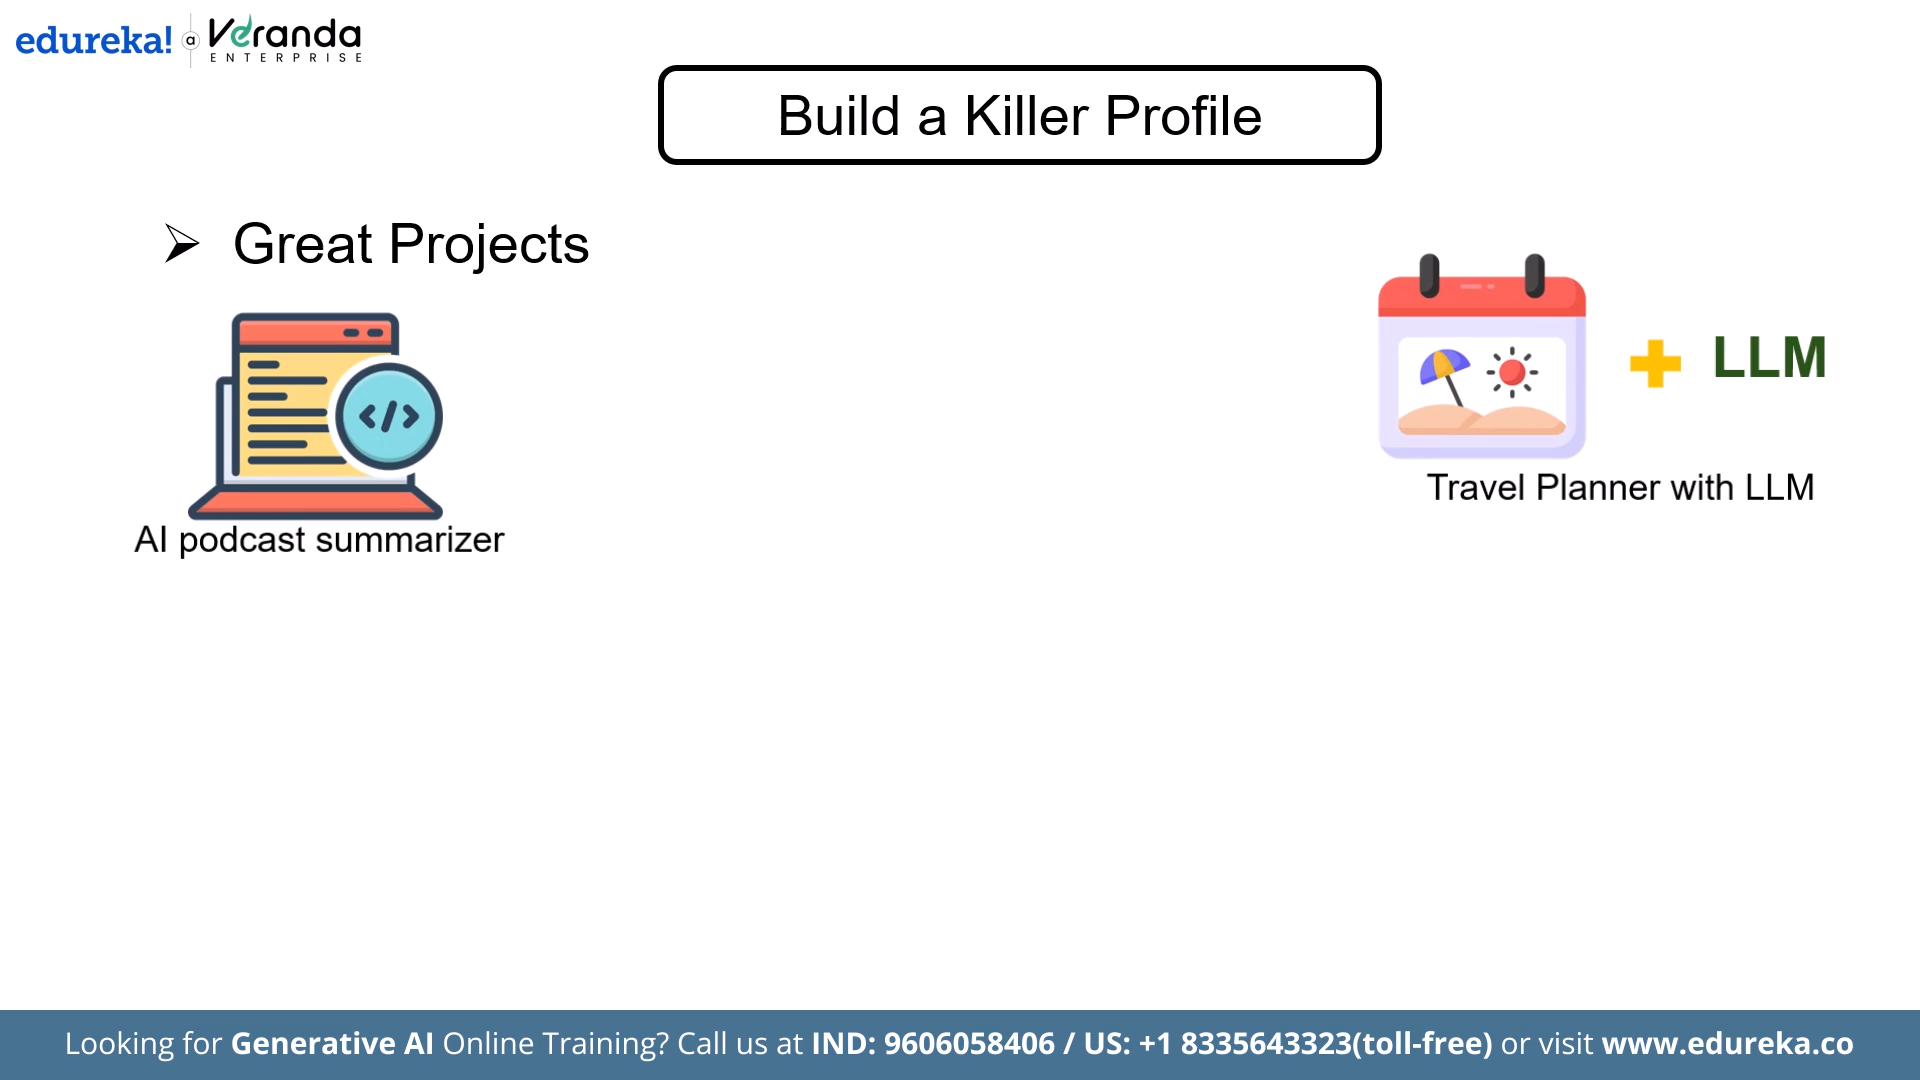 edureka! a Veranda
ENTERPRISE
Build a Killer Profile
Great Projects
</>
LLM
Travel Planner with LLM
AI podcast summarizer
Looking for Generative AI Online Training? Call us at IND: 9606058406 / US: +1 8335643323(toll-free) or visit www.edureka.co